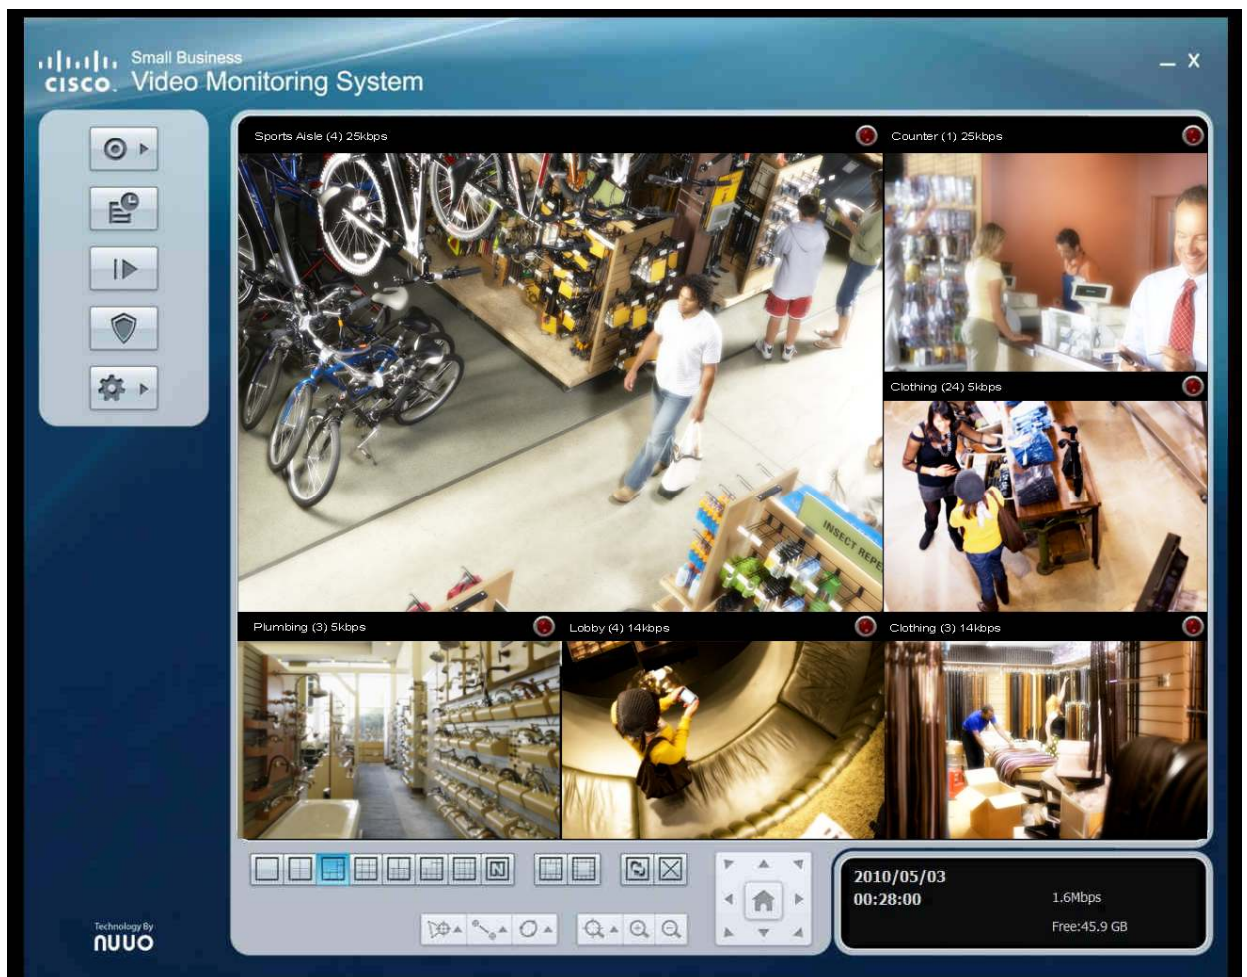 Small Business
CISCO. Video Monitoring System
Sports Aisle (4) 25kbps
Counter (1) 25kbps
Clothing (24) 5kbps
INSECT REPE
Plumbing (3) 5kbps
Lobby (4) 14kbps
Clothing (3) 14kbps
N
2010/05/03
00:28:00
1.6Mbps
Free:45.9 GB
Technology By
NUUO